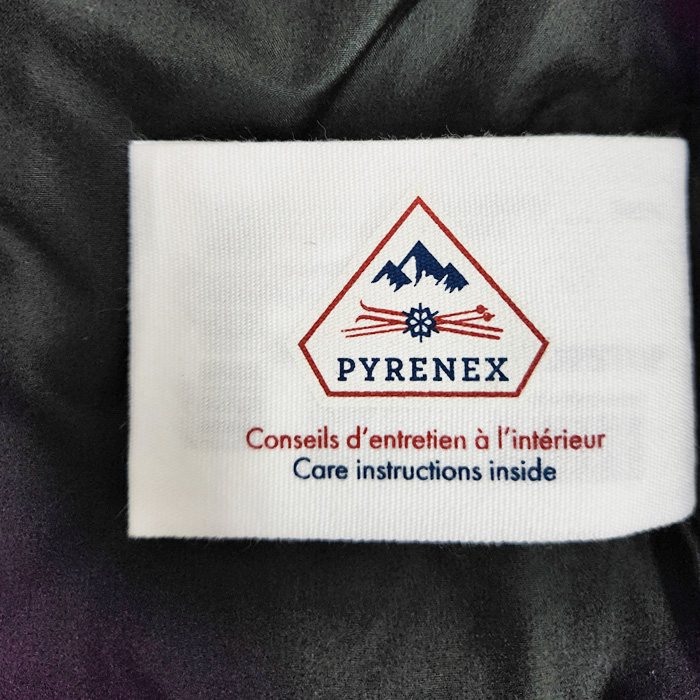 PYRENEX
Conseils d'entretien à l'intérieur
Care instructions inside